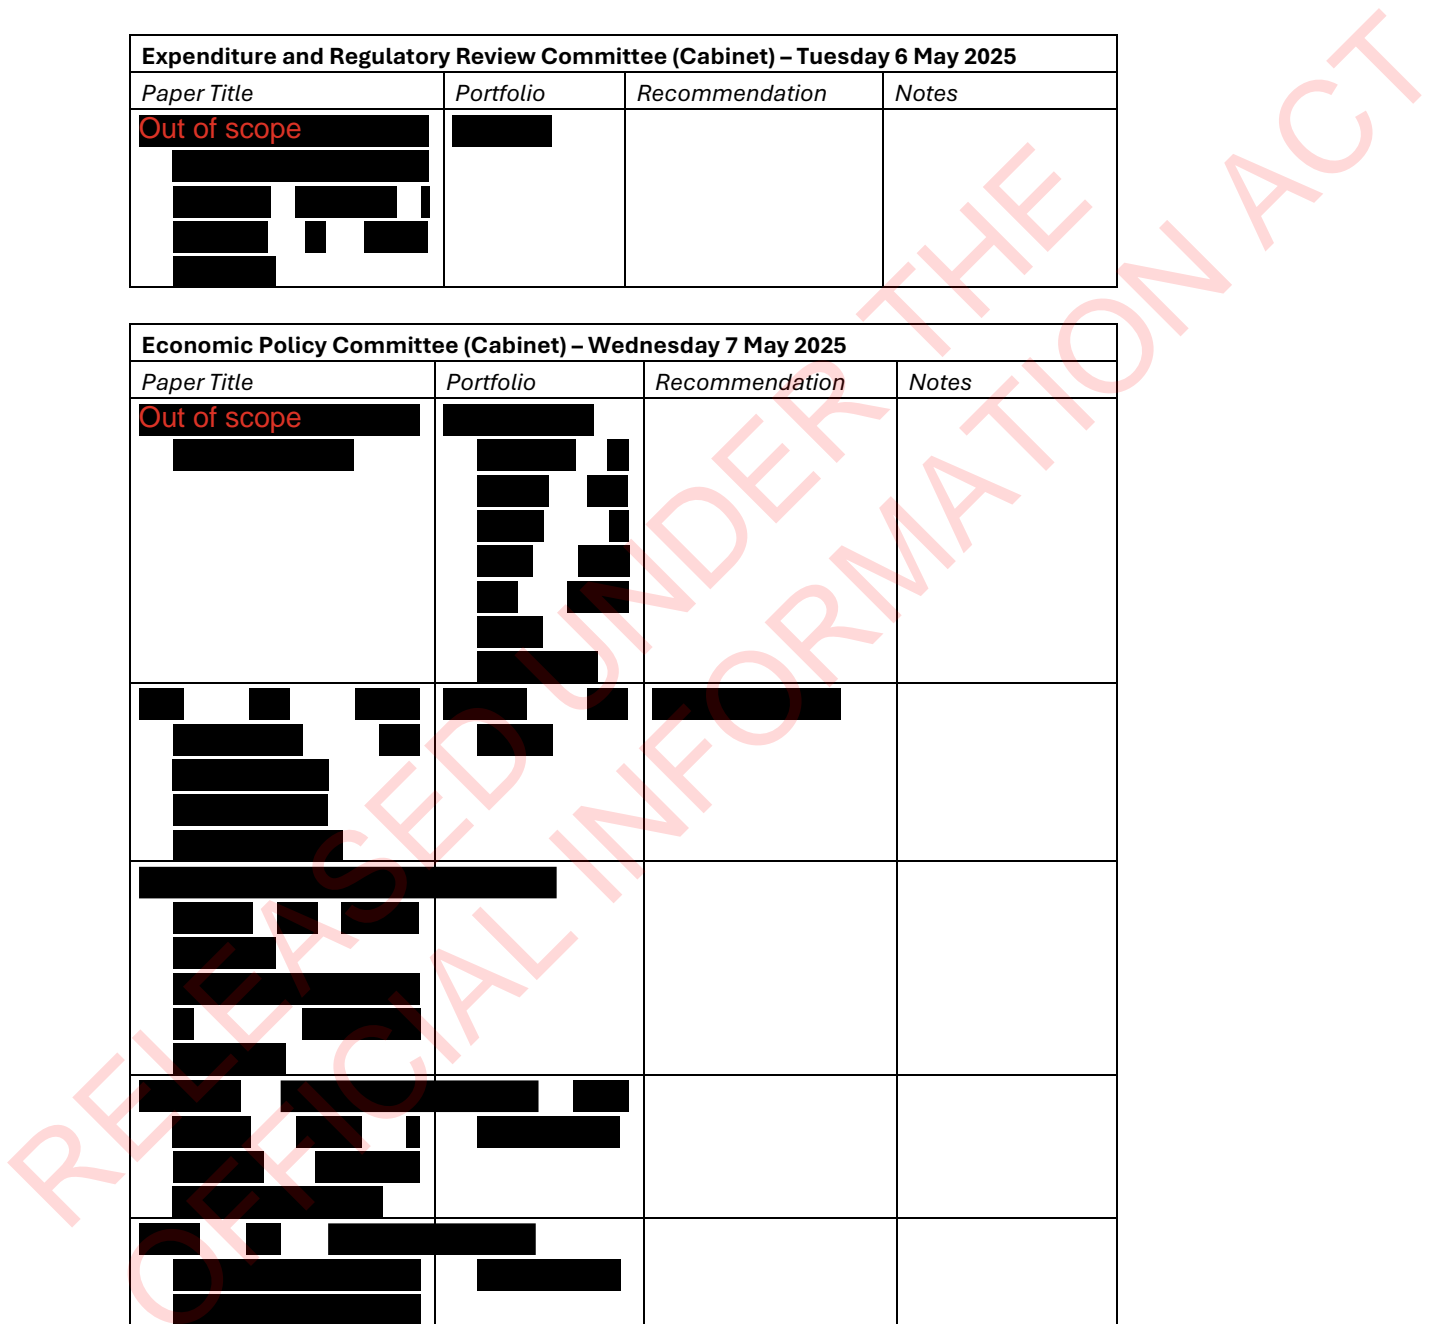 Expenditure and Regulatory Review Committee (Cabinet) – Tuesday 6 May 2025
Paper Title Portfolio Recommendation Notes
Out of scope
Economic Policy Committee (Cabinet) – Wednesday 7 May 2025
Paper Title Portfolio Recommendation Notes
Out of scope
RELEASED UNDER THE
OFFICIAL INFORMATION ACT